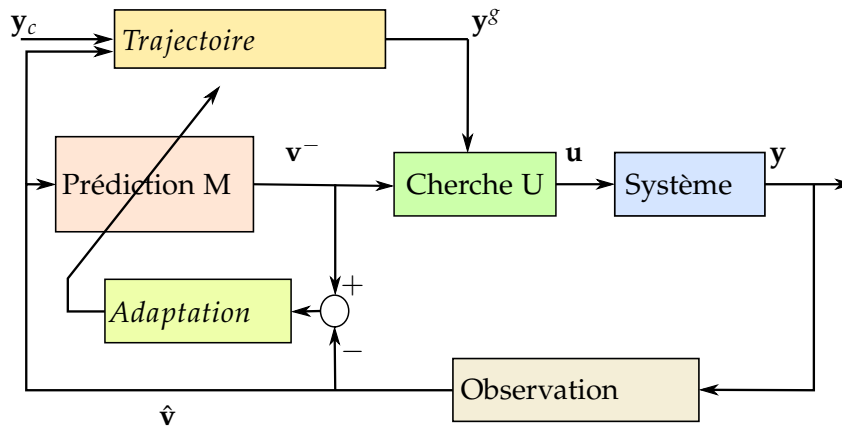 y_c
Trajectoire
y^g
Prédiction M
v^−
Cherche U
u
Système
y
+
Adaptation
−
Observation
v̂